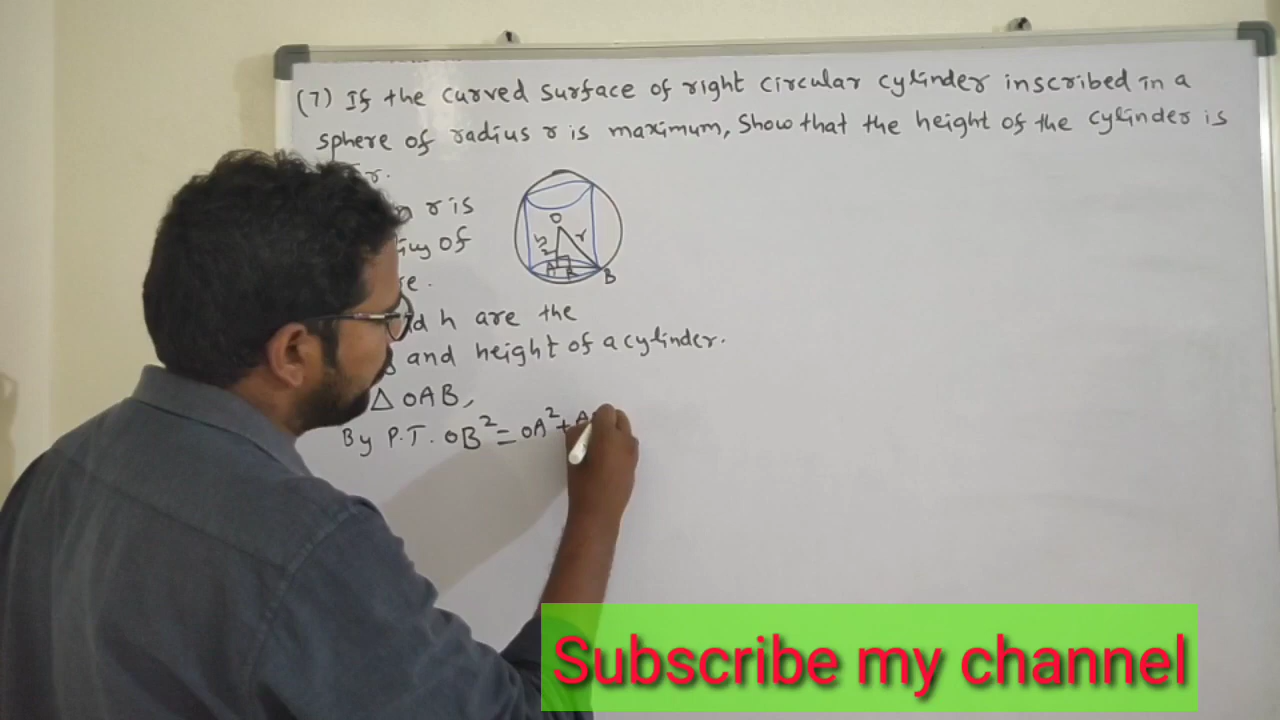 (7) If the curved surface of right circular cylinder inscribed in a
sphere of radius r is maximum, Show that the height of the cylinder is
r.
r is
of
O
h
2
r
A
R
B
h are the
and height of a cylinder.
△ OAB,
By P.T. OB² = OA² +
Subscribe my channel